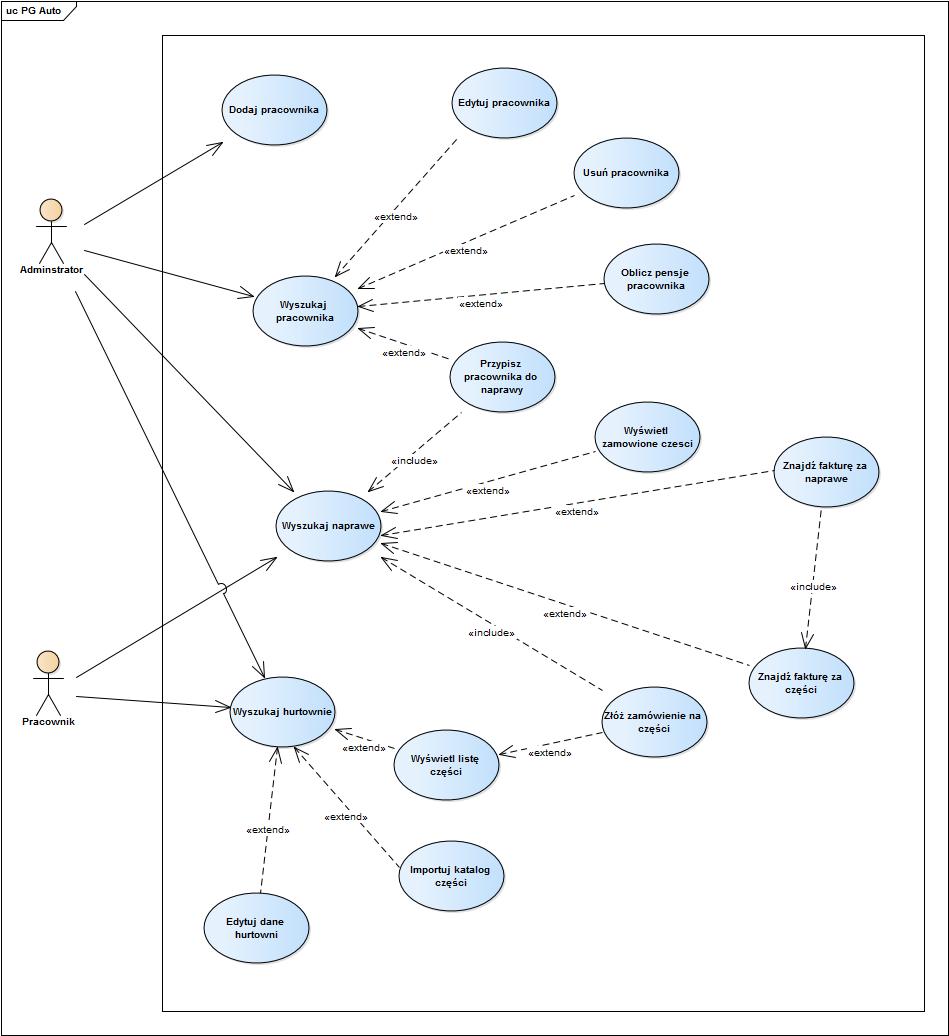 uc PG Auto
Dodaj pracownika
Edytuj pracownika
Usuń pracownika
«extend»
«extend»
Adminstrator
Oblicz pensje
pracownika
Wyszukaj
pracownika
«extend»
«extend»
Przypisz
pracownika do
naprawy
Wyświetl
zamowione czesci
«include»
Znajdź fakturę za
naprawe
«extend»
«extend»
Wyszukaj naprawe
«include»
«extend»
«include»
Znajdź fakturę za
części
Pracownik
Wyszukaj hurtownie
Złóż zamówienie na
części
«extend»
«extend»
Wyświetl listę
części
«extend»
«extend»
Importuj katalog
części
Edytuj dane
hurtowni